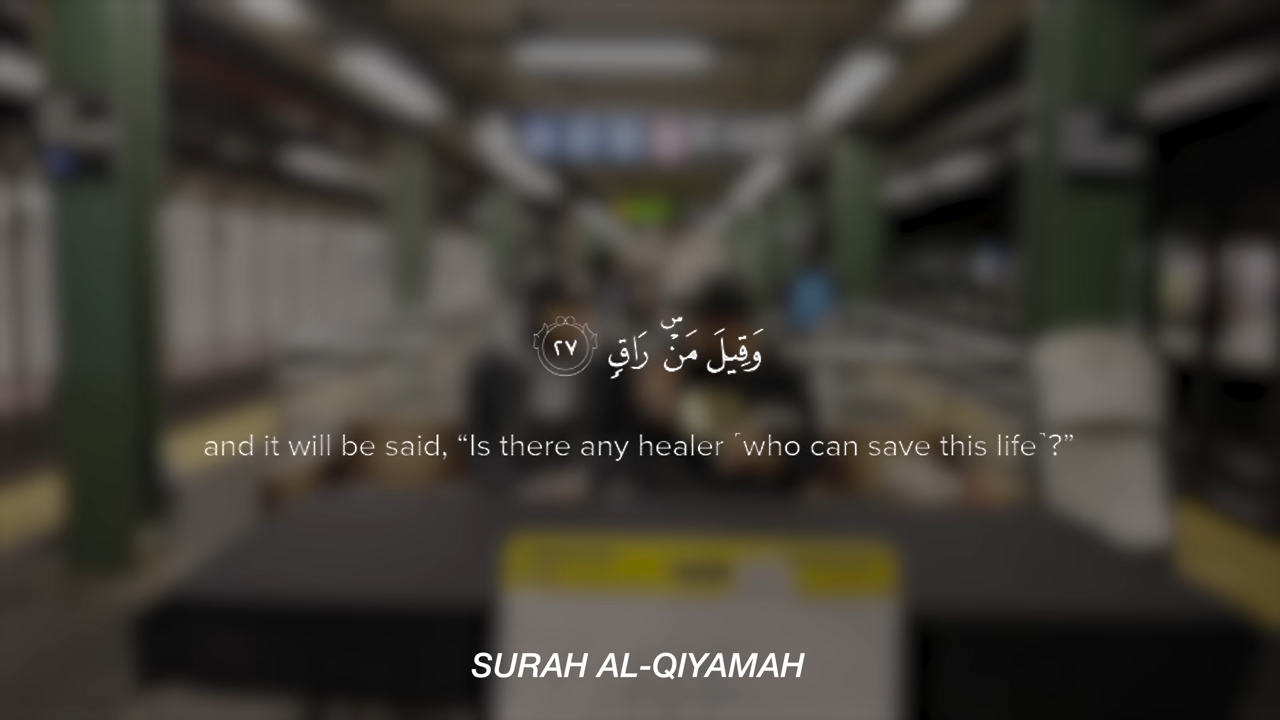 وَقِيلَ مَنْ ۜ رَاقٍ ٢٧
and it will be said, “Is there any healer ˹who can save this life˺?”
SURAH AL-QIYAMAH